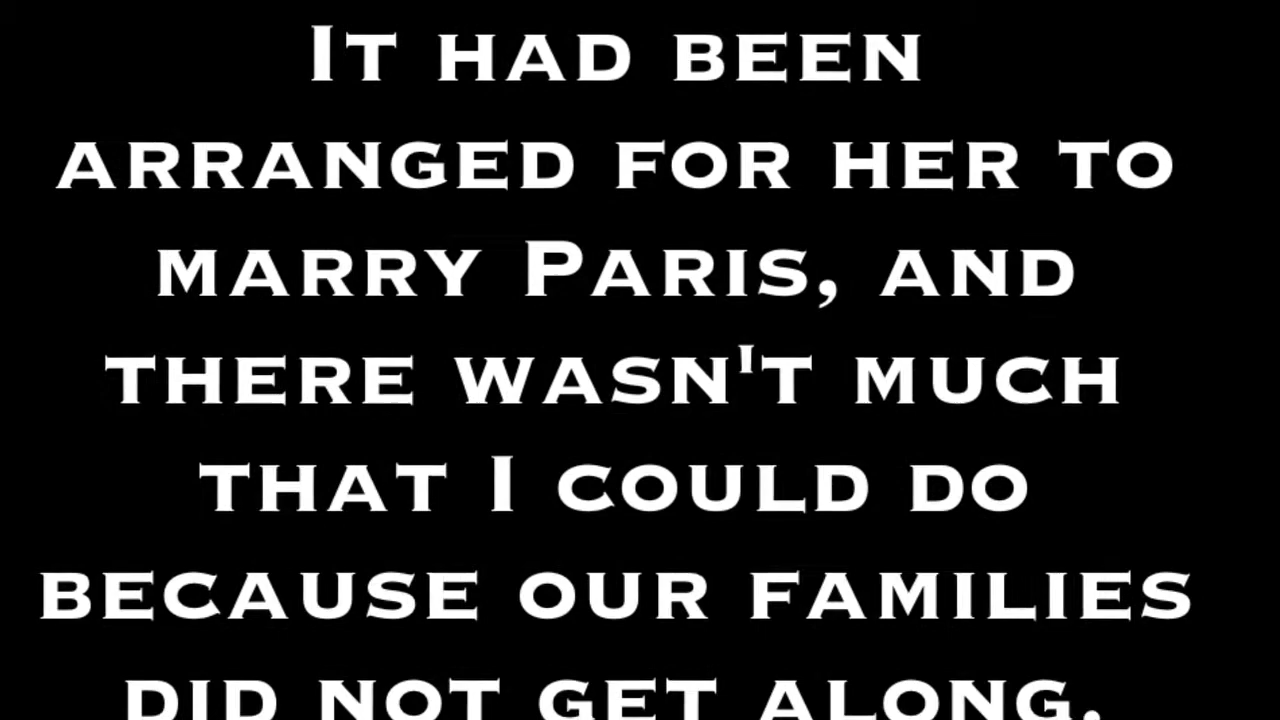 It had been
arranged for her to
marry Paris, and
there wasn't much
that I could do
because our families
did not get along.